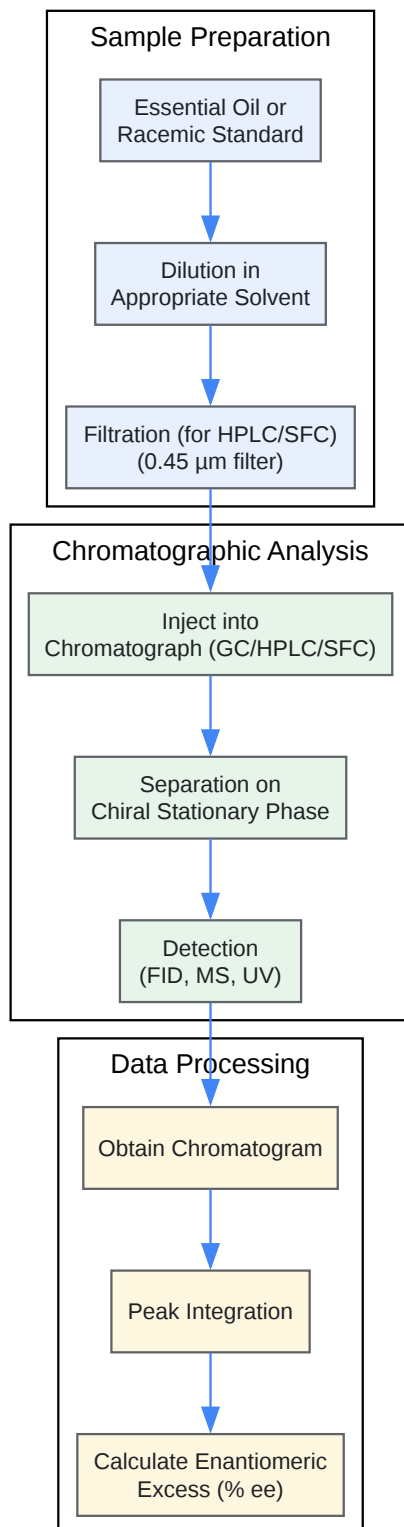 Sample Preparation
Essential Oil or
Racemic Standard
Dilution in
Appropriate Solvent
Filtration (for HPLC/SFC)
(0.45 µm filter)
Chromatographic Analysis
Inject into
Chromatograph (GC/HPLC/SFC)
Separation on
Chiral Stationary Phase
Detection
(FID, MS, UV)
Data Processing
Obtain Chromatogram
Peak Integration
Calculate Enantiomeric
Excess (% ee)